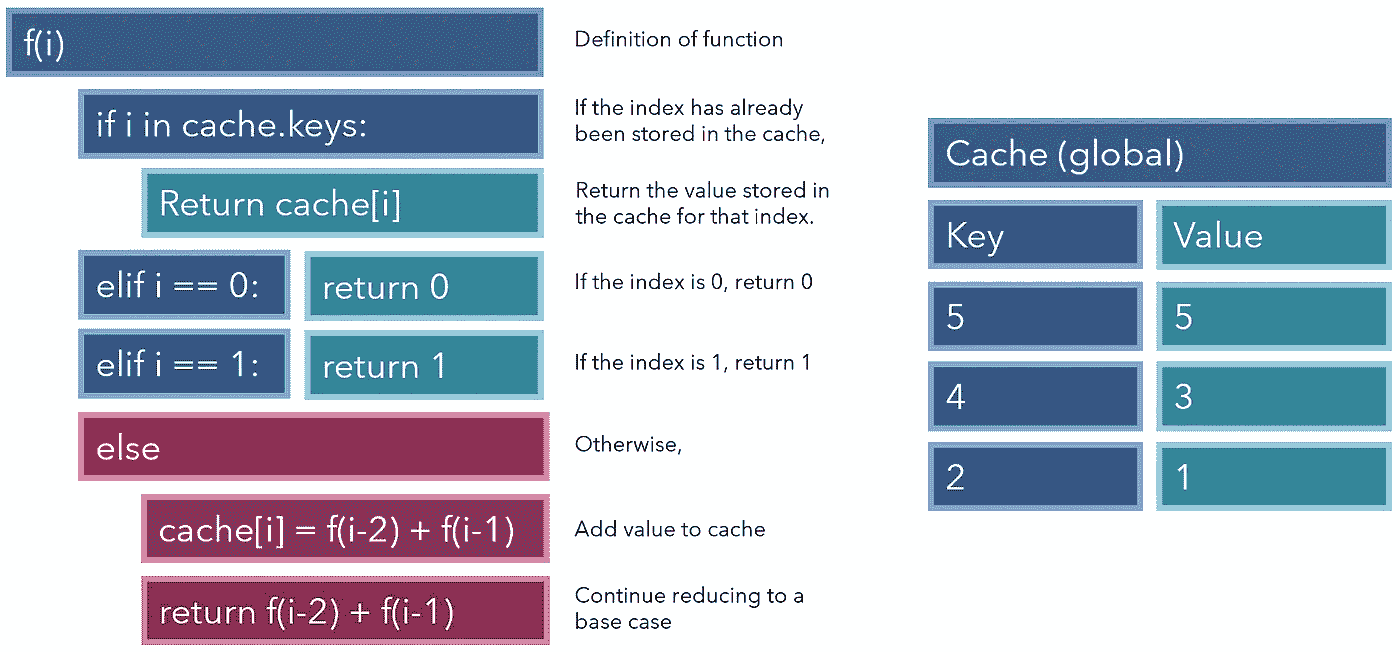 f(i)
Definition of function
if i in cache.keys:
If the index has already
been stored in the cache,
Return cache[i]
Return the value stored in
the cache for that index.
elif i == 0:
return 0
If the index is 0, return 0
elif i == 1:
return 1
If the index is 1, return 1
else
Otherwise,
cache[i] = f(i-2) + f(i-1)
Add value to cache
return f(i-2) + f(i-1)
Continue reducing to a
base case
Cache (global)
Key
Value
5
5
4
3
2
1